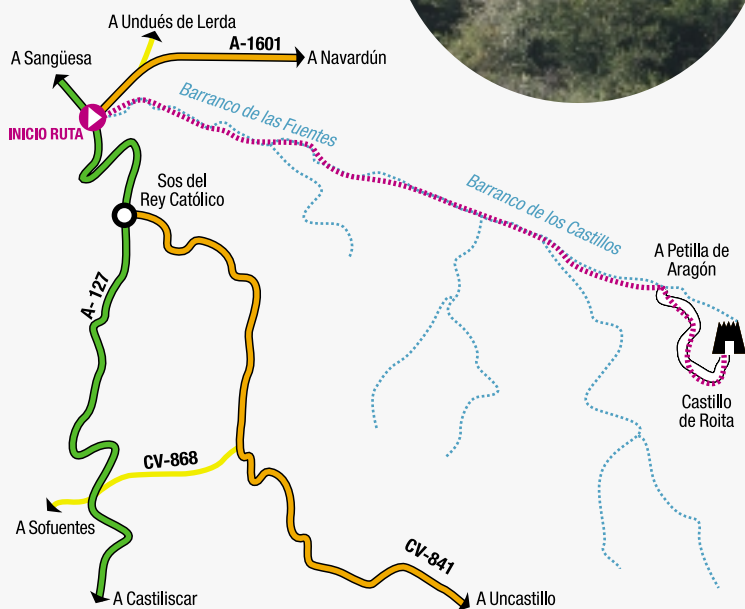 A Undués de Lerda
A-1601
A Sangüesa
A Navardún
INICIO RUTA
Barranco de las Fuentes
Sos del
Rey Católico
Barranco de los Castillos
A Petilla de
Aragón
A- 127
Castillo
de Roita
CV-868
A Sofuentes
CV-841
A Castiliscar
A Uncastillo